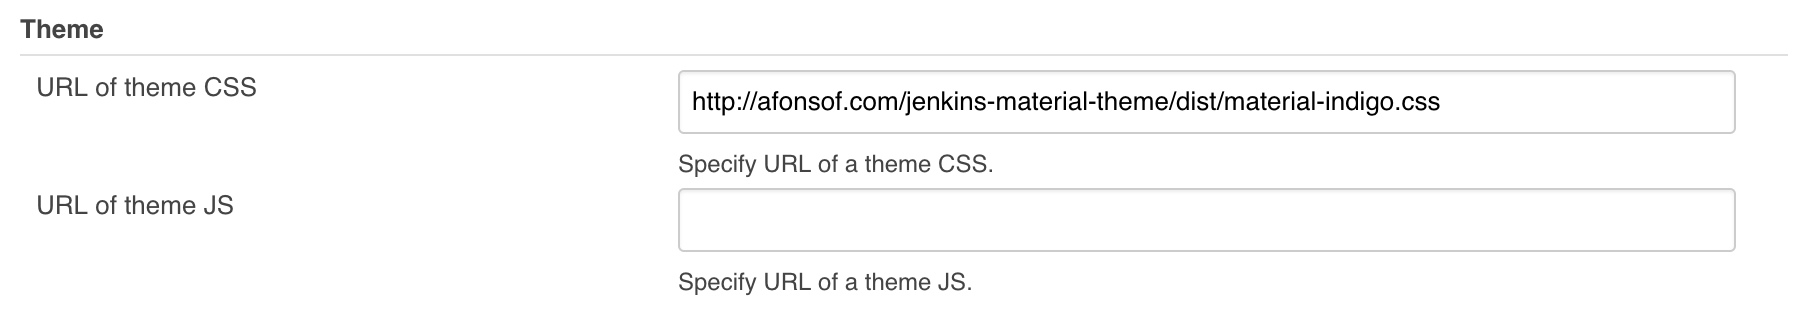 Theme
URL of theme CSS
http://afonsof.com/jenkins-material-theme/dist/material-indigo.css
Specify URL of a theme CSS.
URL of theme JS
Specify URL of a theme JS.